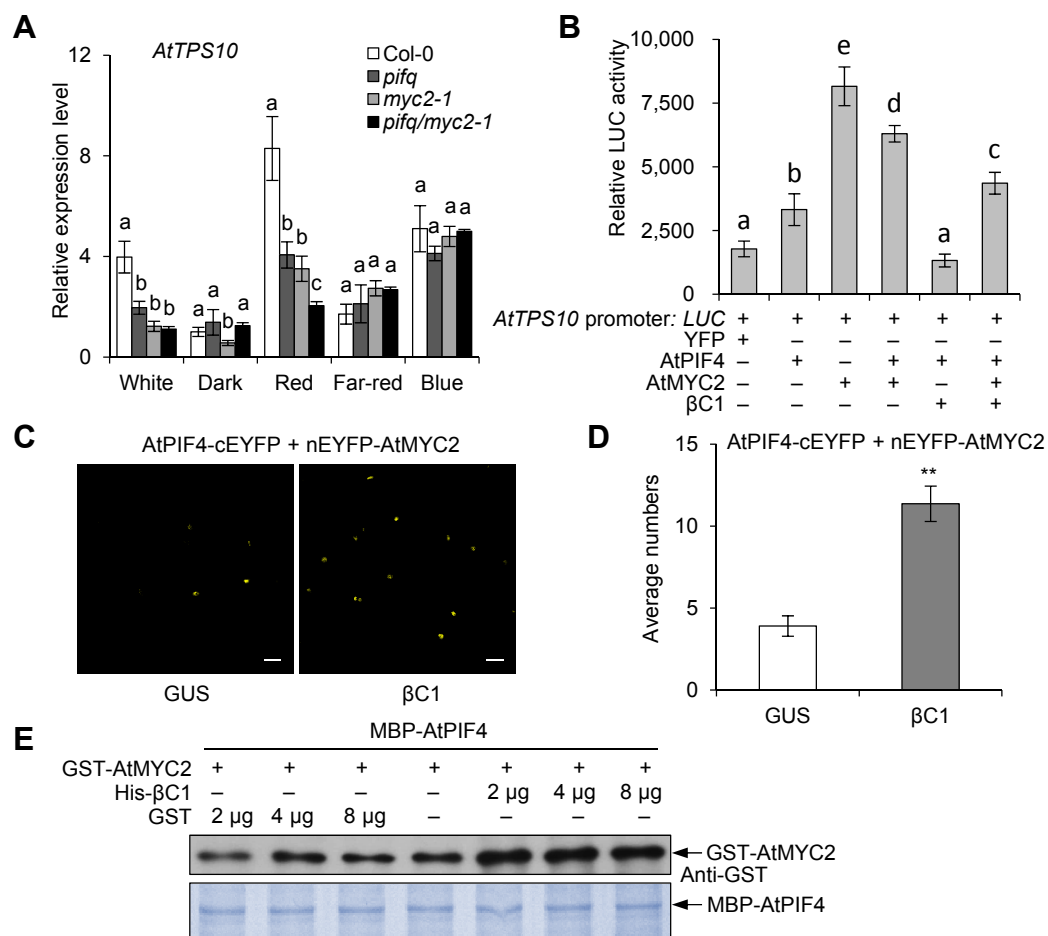 A
AtTPS10
Relative expression level
12
8
4
0
Col-0
pifq
myc2-1
pifq/myc2-1
a b b b
a a b a
a b b c
a a a a
a a a a
White Dark Red Far-red Blue
B
Relative LUC activity
10,000
7,500
5,000
2,500
0
a b e d a c
AtTPS10 promoter: LUC + + + + + +
YFP + – – – – –
AtPIF4 – + – + + +
AtMYC2 – – + + – +
βC1 – – – – + +
C
AtPIF4-cEYFP + nEYFP-AtMYC2
GUS βC1
D
AtPIF4-cEYFP + nEYFP-AtMYC2
Average numbers
15
10
5
0
**
GUS βC1
E
MBP-AtPIF4
GST-AtMYC2 + + + + + + +
His-βC1 – – – – 2 µg 4 µg 8 µg
GST 2 µg 4 µg 8 µg – – – –
GST-AtMYC2
Anti-GST
MBP-AtPIF4